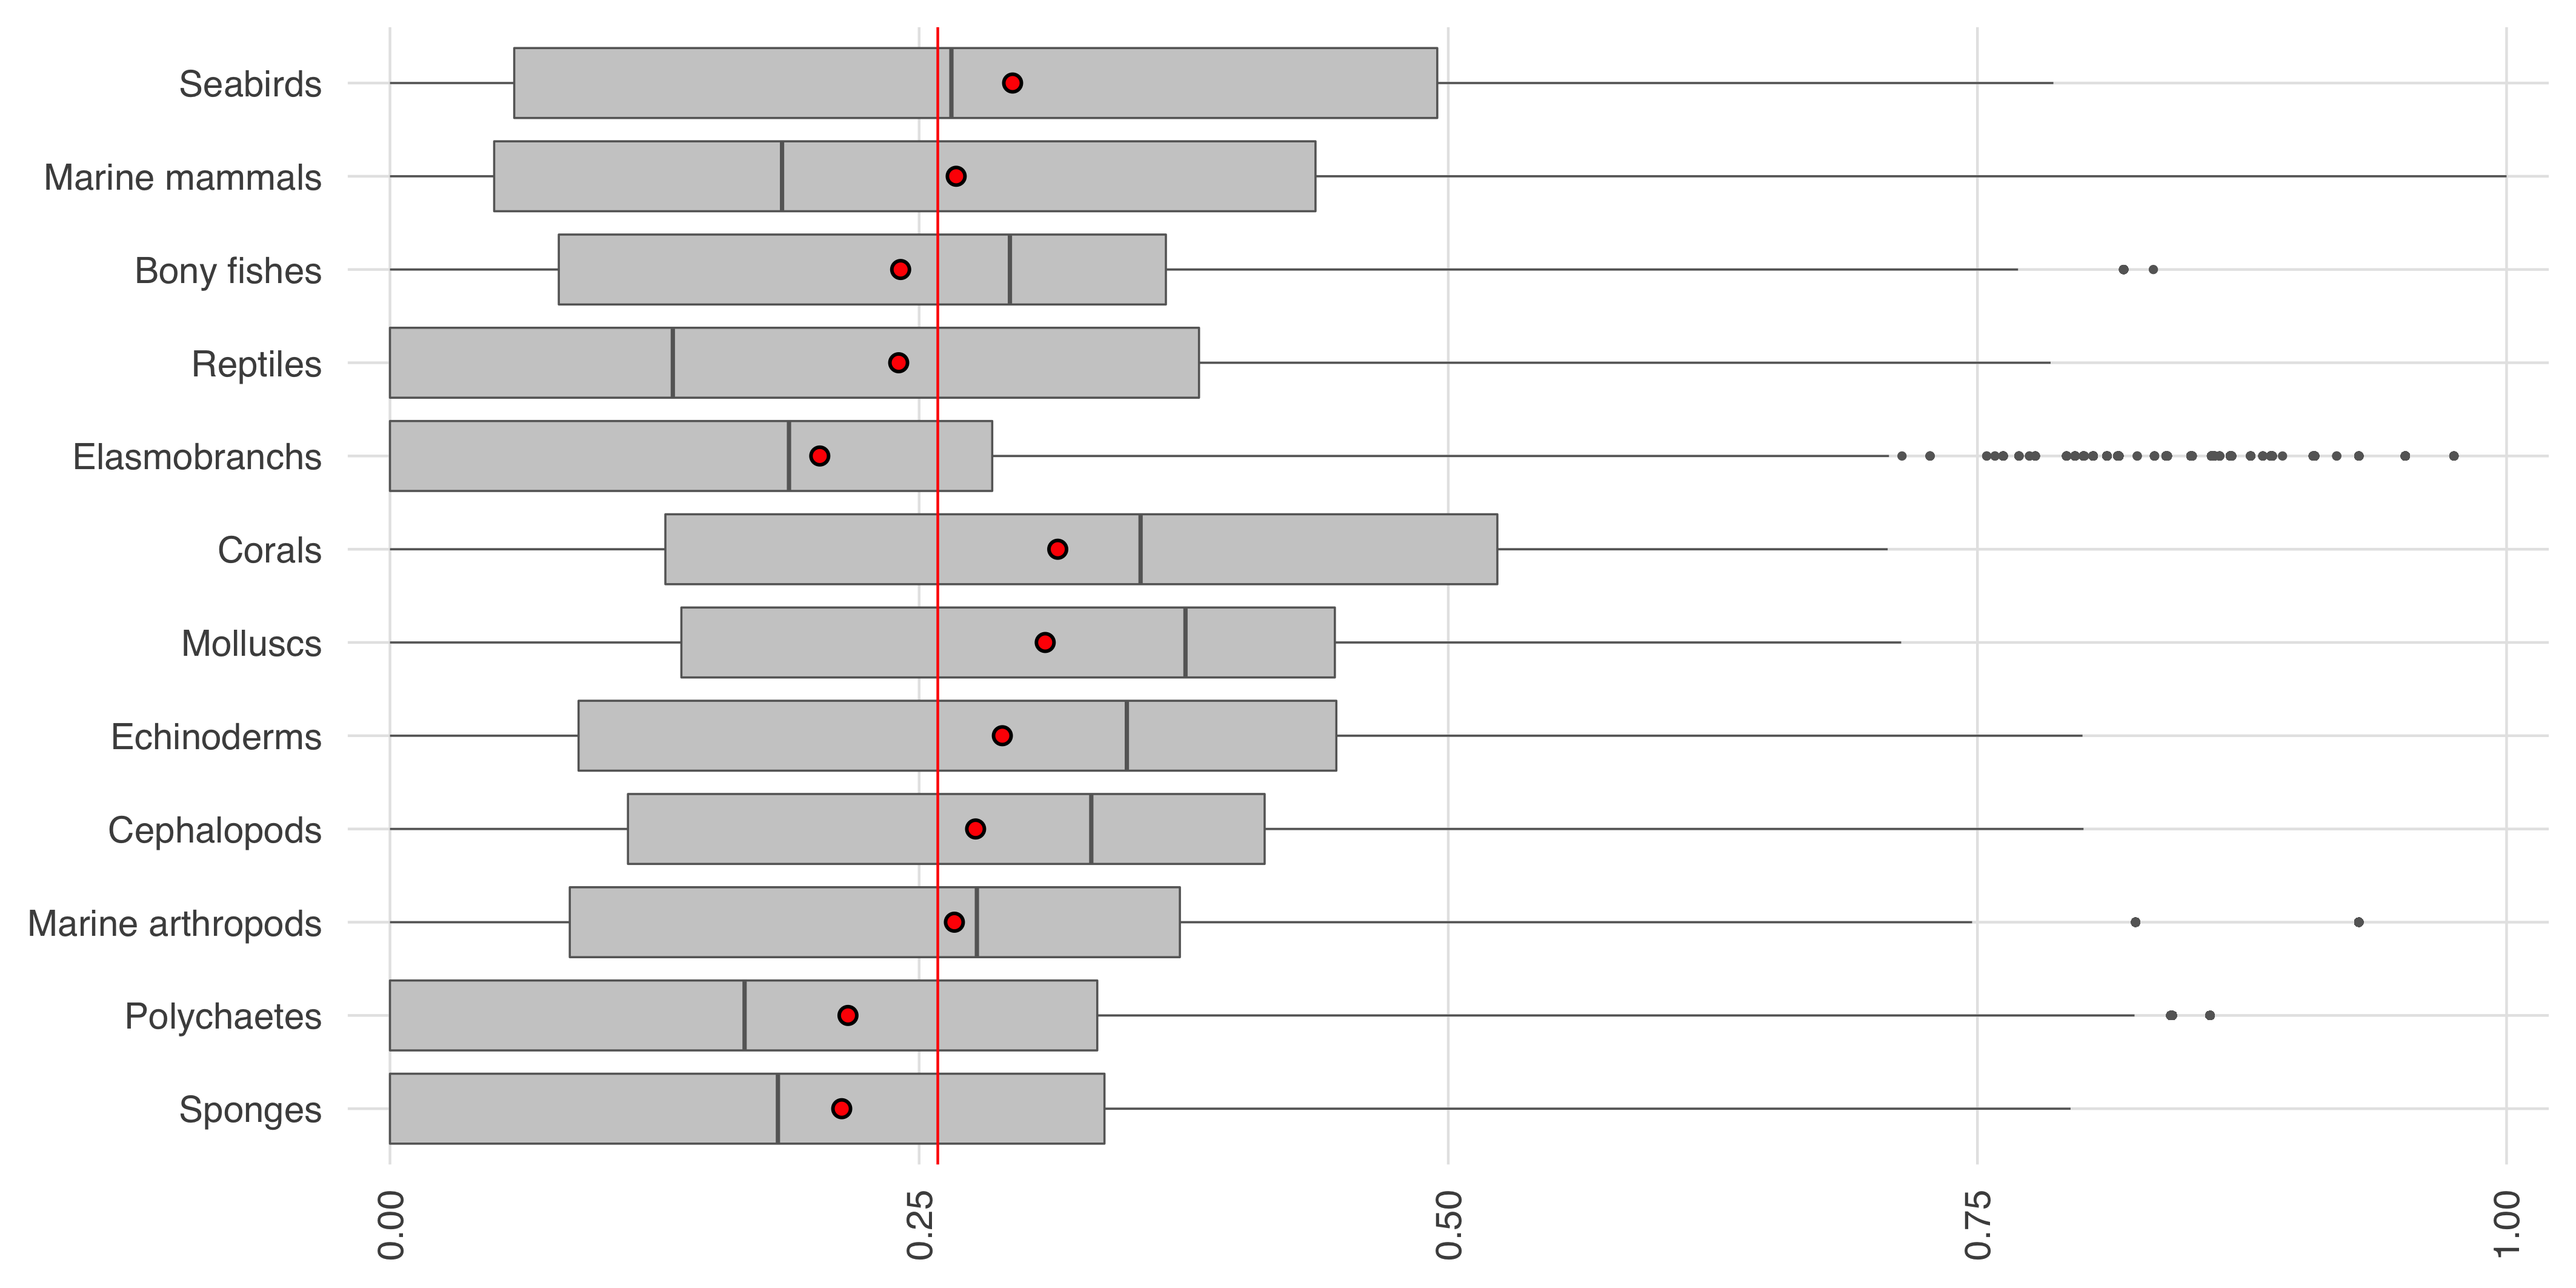 Seabirds
Marine mammals
Bony fishes
Reptiles
Elasmobranchs
Corals
Molluscs
Echinoderms
Cephalopods
Marine arthropods
Polychaetes
Sponges
0.00
0.25
0.50
0.75
1.00